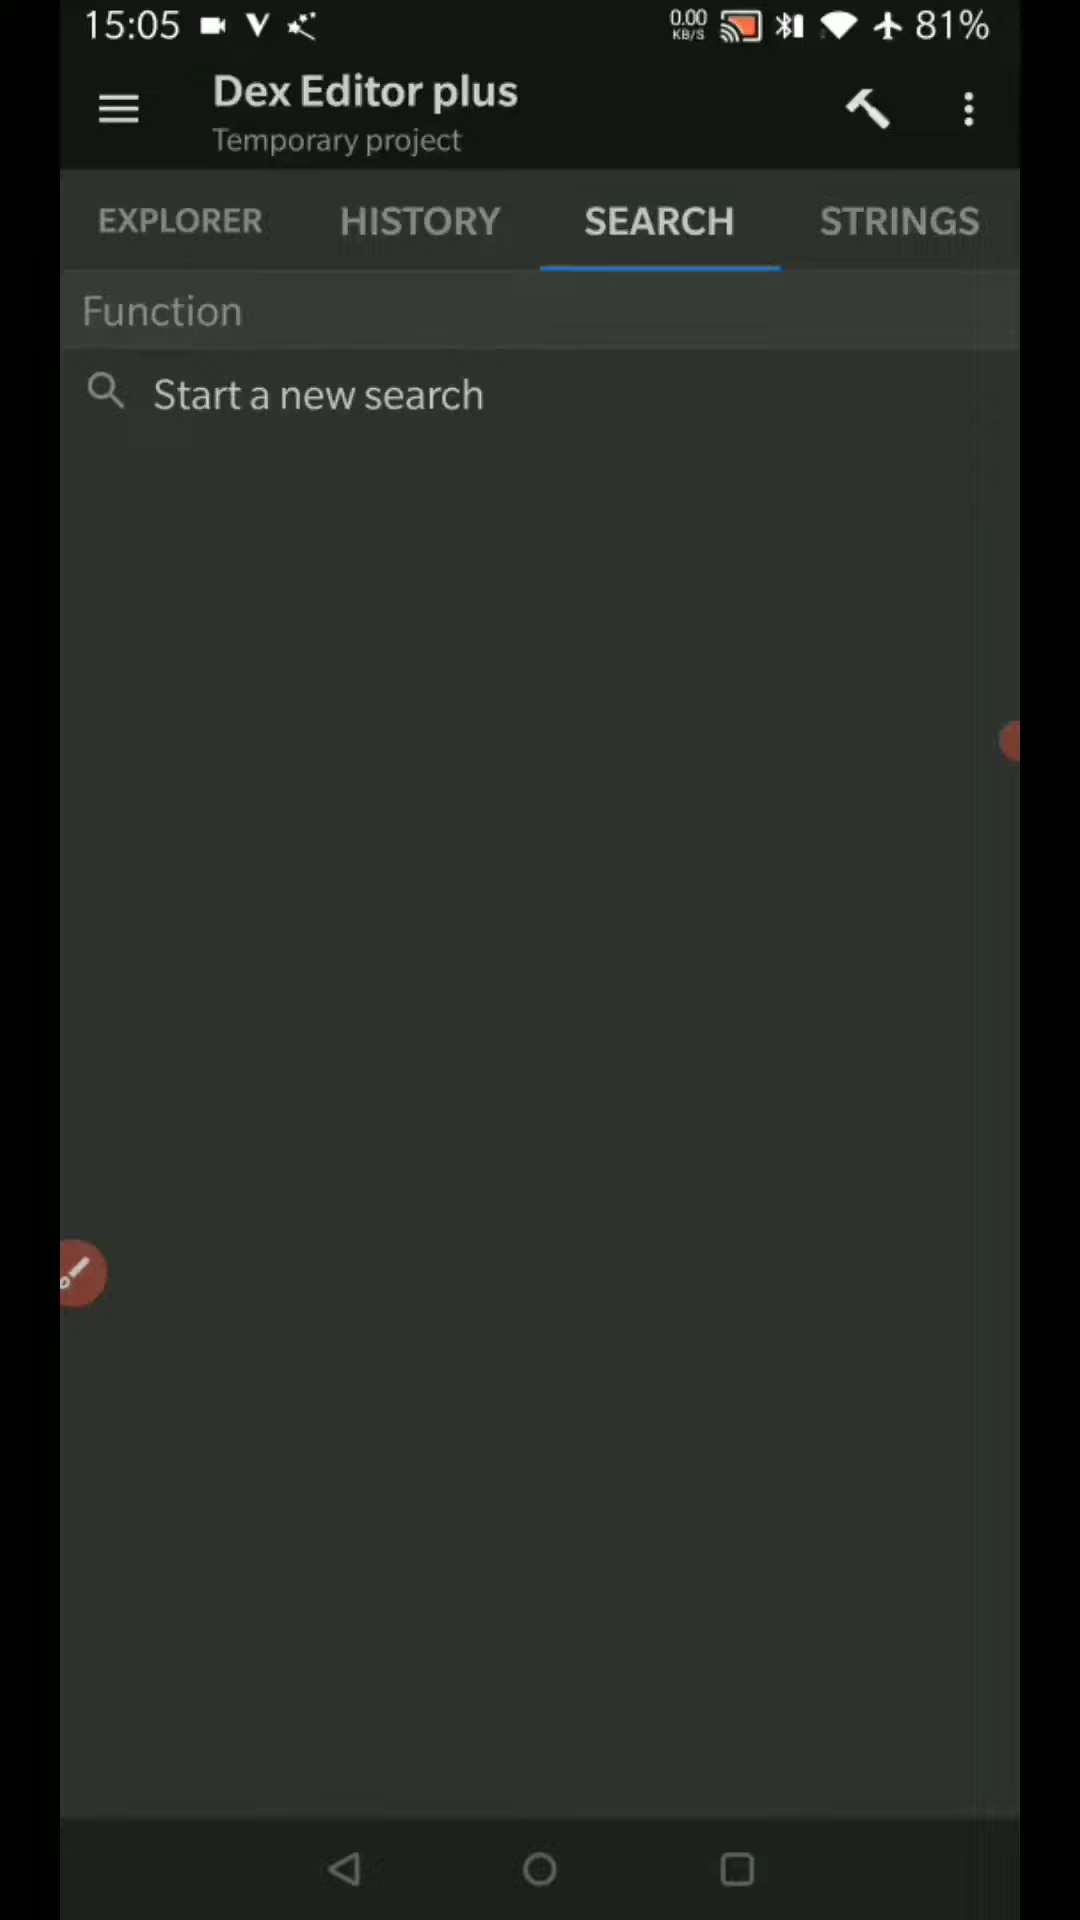 15:05 0.00 KB/S 81%
Dex Editor plus
Temporary project
EXPLORER HISTORY SEARCH STRINGS
Function
Start a new search